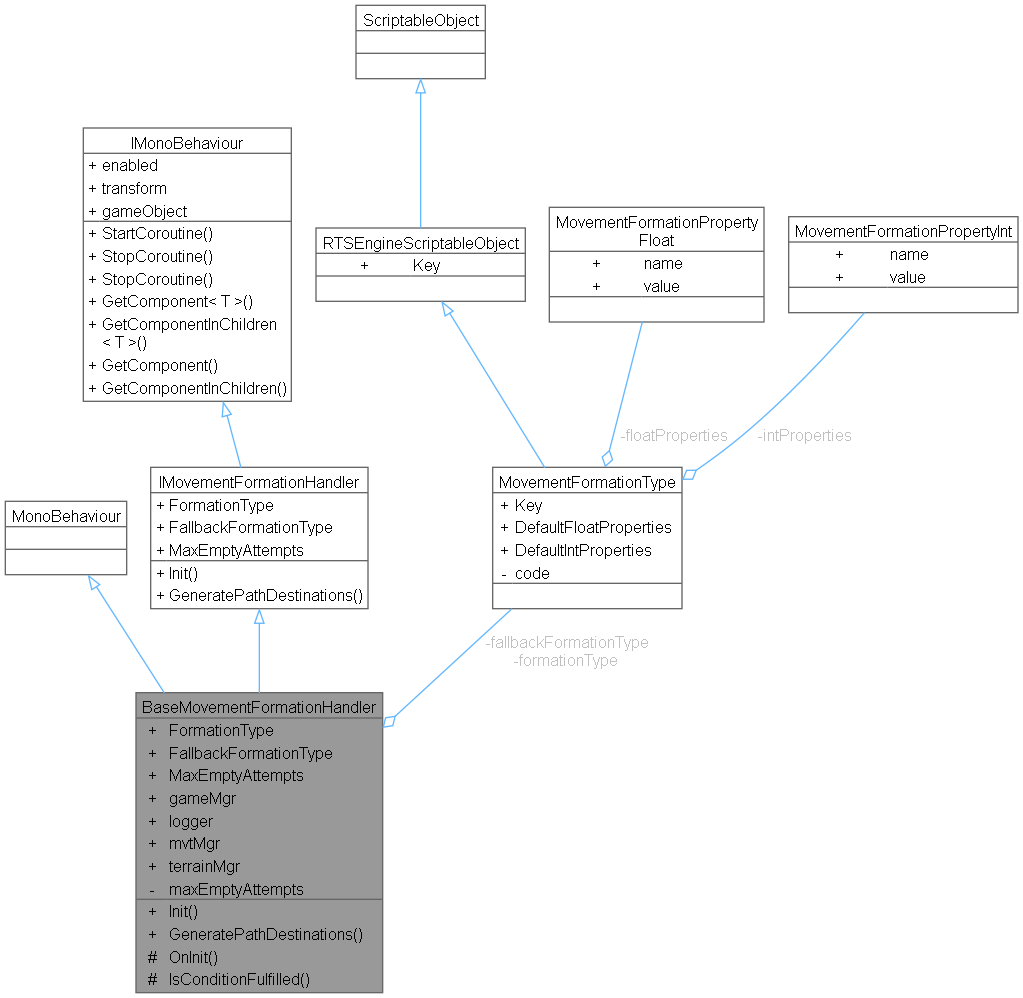 ScriptableObject
IMonoBehaviour
+ enabled
+ transform
+ gameObject
+ StartCoroutine()
+ StopCoroutine()
+ StopCoroutine()
+ GetComponent< T >()
+ GetComponentInChildren
< T >()
+ GetComponent()
+ GetComponentInChildren()
RTSEngineScriptableObject
+ Key
MovementFormationProperty
Float
+ name
+ value
MovementFormationPropertyInt
+ name
+ value
-floatProperties
-intProperties
MonoBehaviour
IMovementFormationHandler
+ FormationType
+ FallbackFormationType
+ MaxEmptyAttempts
+ Init()
+ GeneratePathDestinations()
MovementFormationType
+ Key
+ DefaultFloatProperties
+ DefaultIntProperties
- code
-fallbackFormationType
-formationType
BaseMovementFormationHandler
+ FormationType
+ FallbackFormationType
+ MaxEmptyAttempts
+ gameMgr
+ logger
+ mvtMgr
+ terrainMgr
- maxEmptyAttempts
+ Init()
+ GeneratePathDestinations()
# OnInit()
# IsConditionFulfilled()